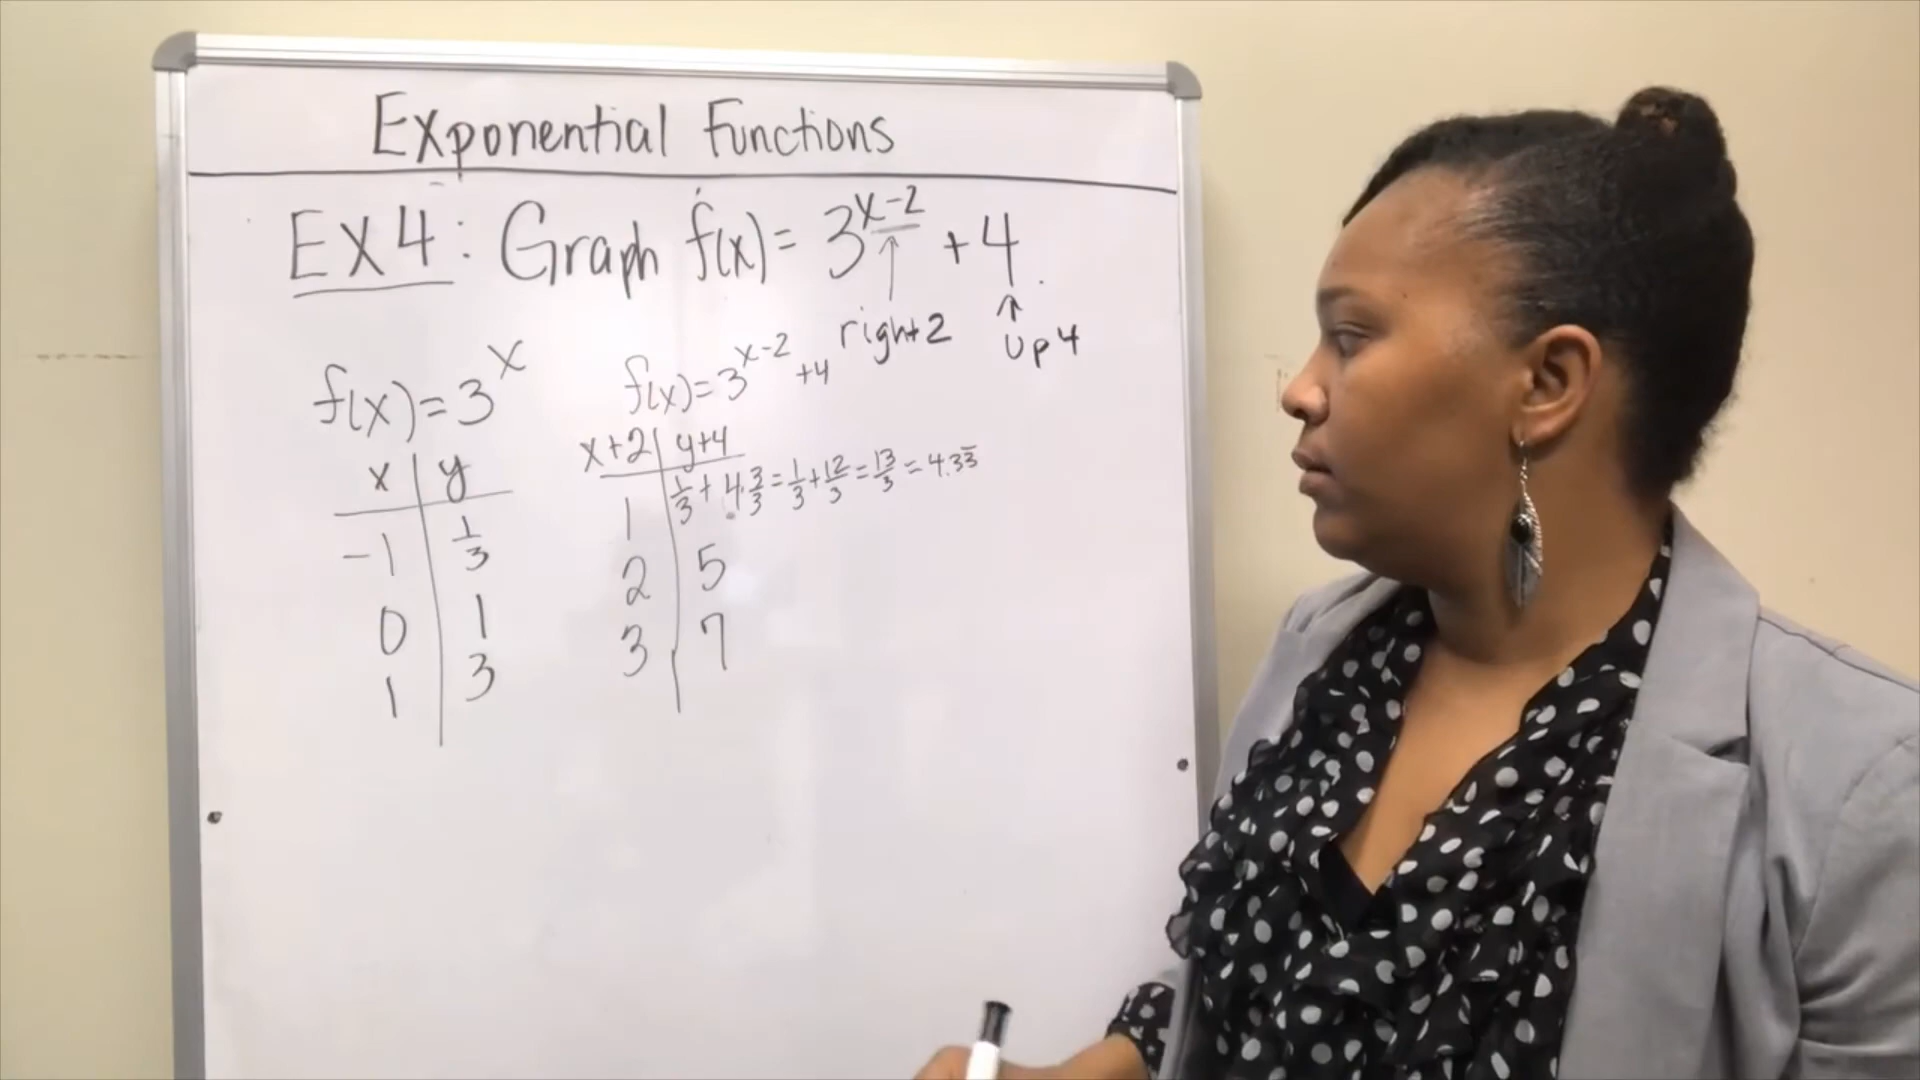 Exponential Functions
EX 4: Graph f(x) = 3^(x-2) + 4
right 2
Up 4
f(x) = 3^x
x | y
-1 | 1/3
0 | 1
1 | 3
f(x) = 3^(x-2) +4
x+2 | y+4
1 | 1/3 + 4·3/3 = 1/3 + 12/3 = 13/3 = 4.33̅
2 | 5
3 | 7